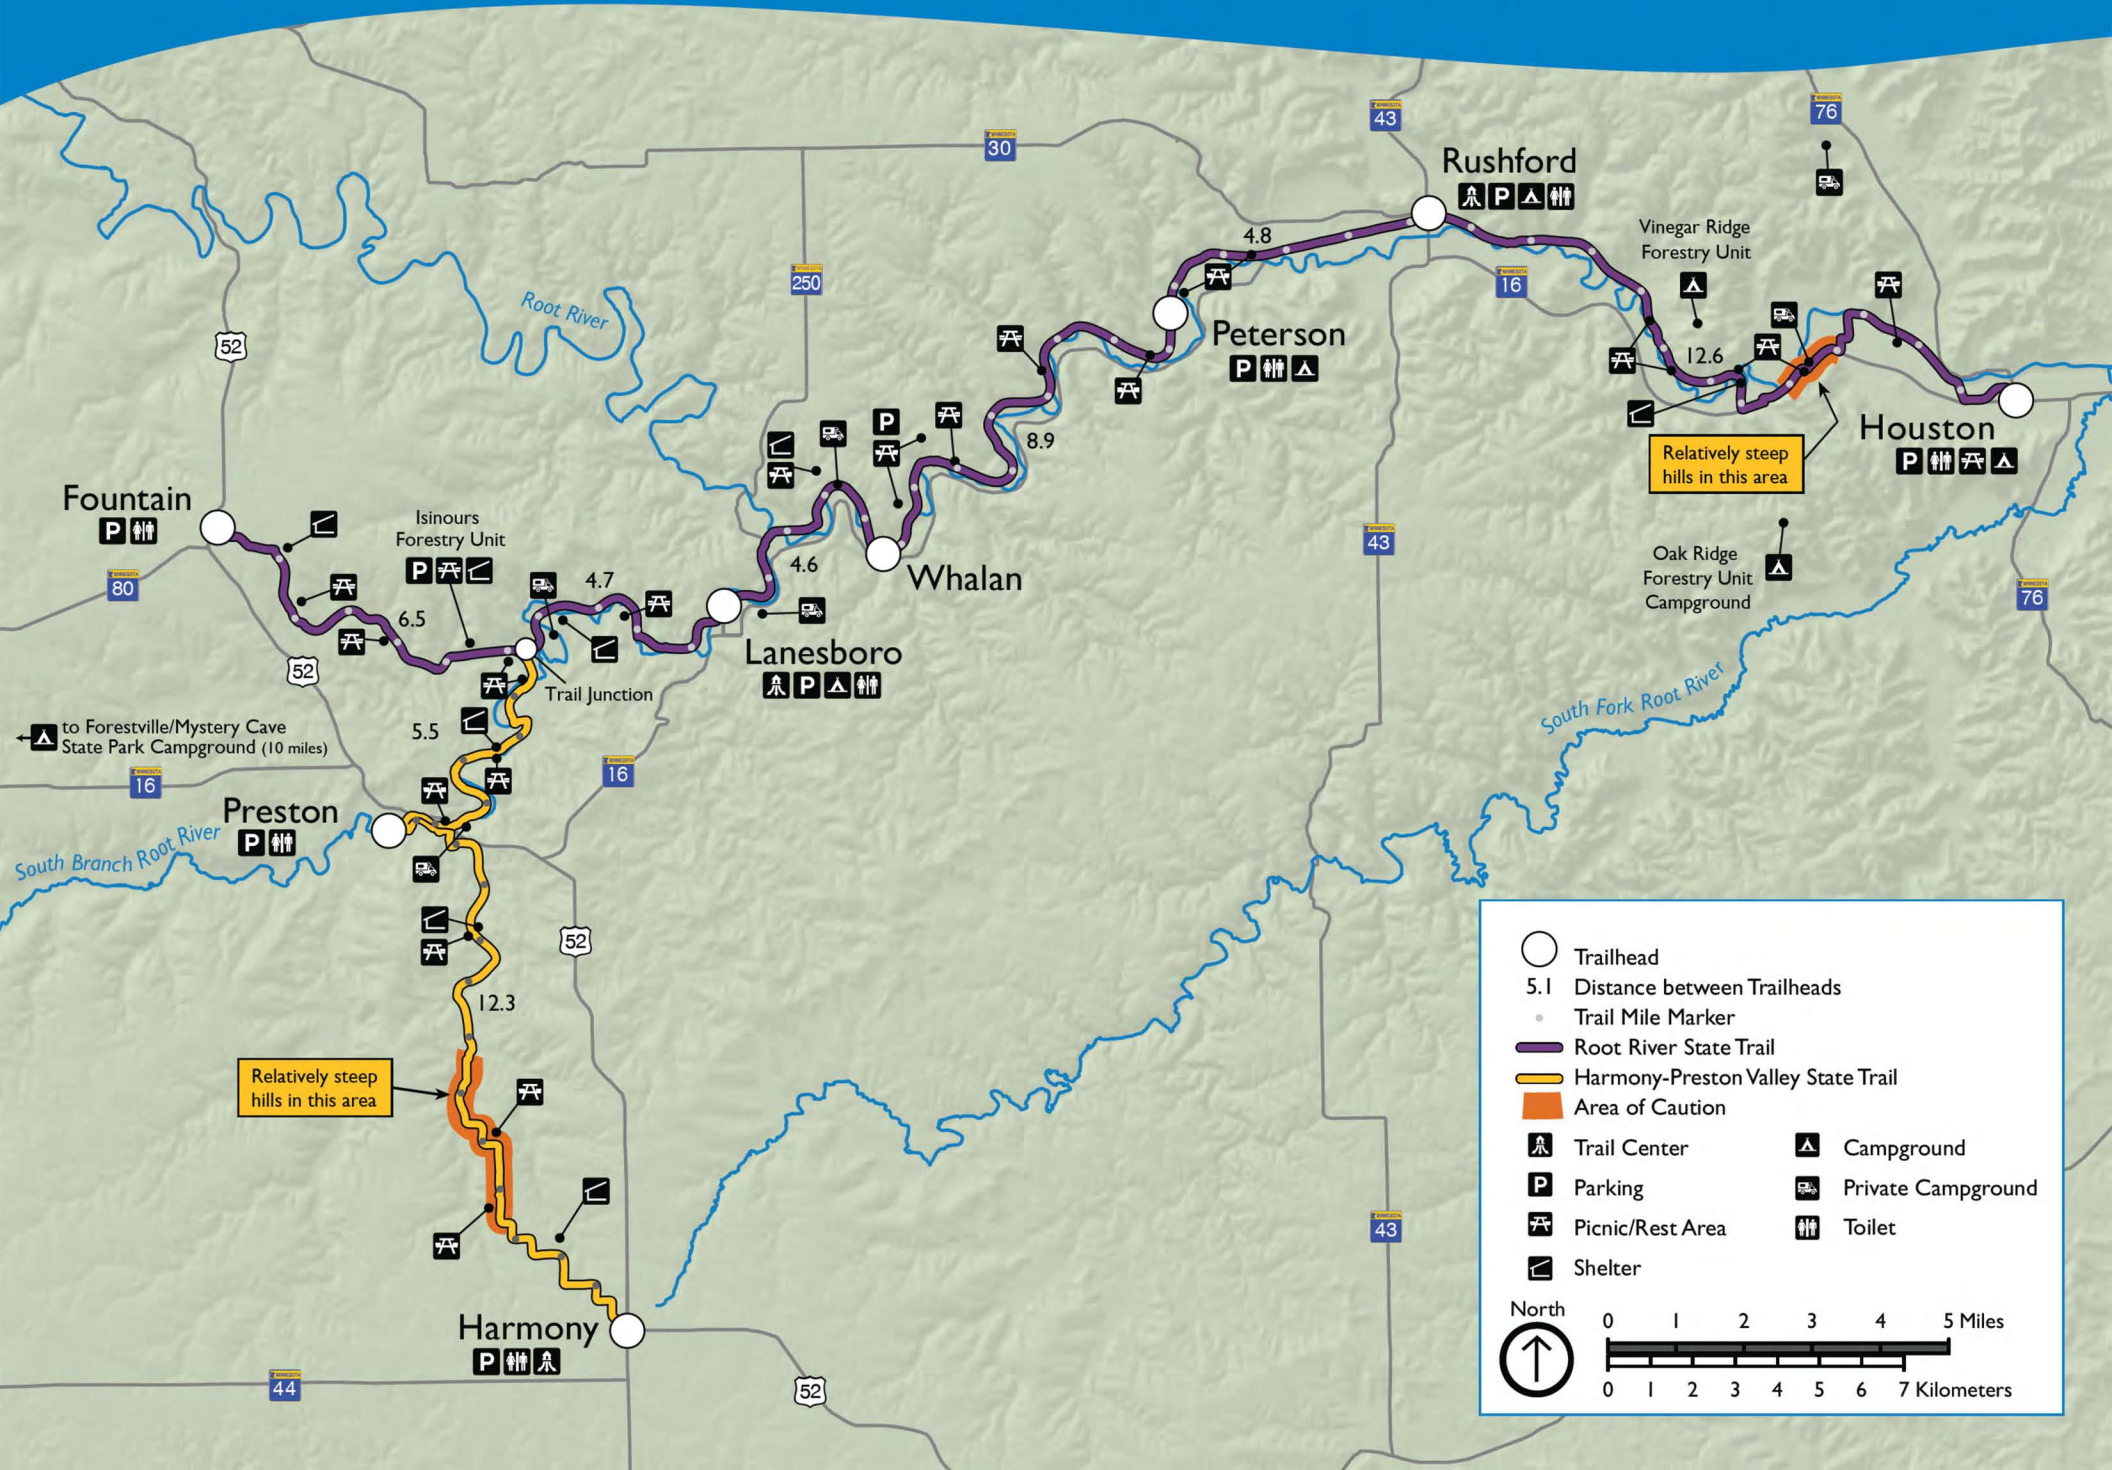 43
76
30
Rushford
P
Vinegar Ridge
Forestry Unit
4.8
250
16
Root River
52
Peterson
P
12.6
8.9
P
Houston
P
Relatively steep
hills in this area
Fountain
P
Isinours
Forestry Unit
P
43
80
4.7
4.6
Whalan
6.5
Oak Ridge
Forestry Unit
Campground
76
52
Lanesboro
P
Trail Junction
South Fork Root River
5.5
to Forestville/Mystery Cave
State Park Campground (10 miles)
16
16
Preston
P
South Branch Root River
52
12.3
Relatively steep
hills in this area
43
Harmony
P
44
52
Trailhead
5.1 Distance between Trailheads
Trail Mile Marker
Root River State Trail
Harmony-Preston Valley State Trail
Area of Caution
Trail Center
Campground
P Parking
Private Campground
Picnic/Rest Area
Toilet
Shelter
North
0 1 2 3 4 5 Miles
0 1 2 3 4 5 6 7 Kilometers